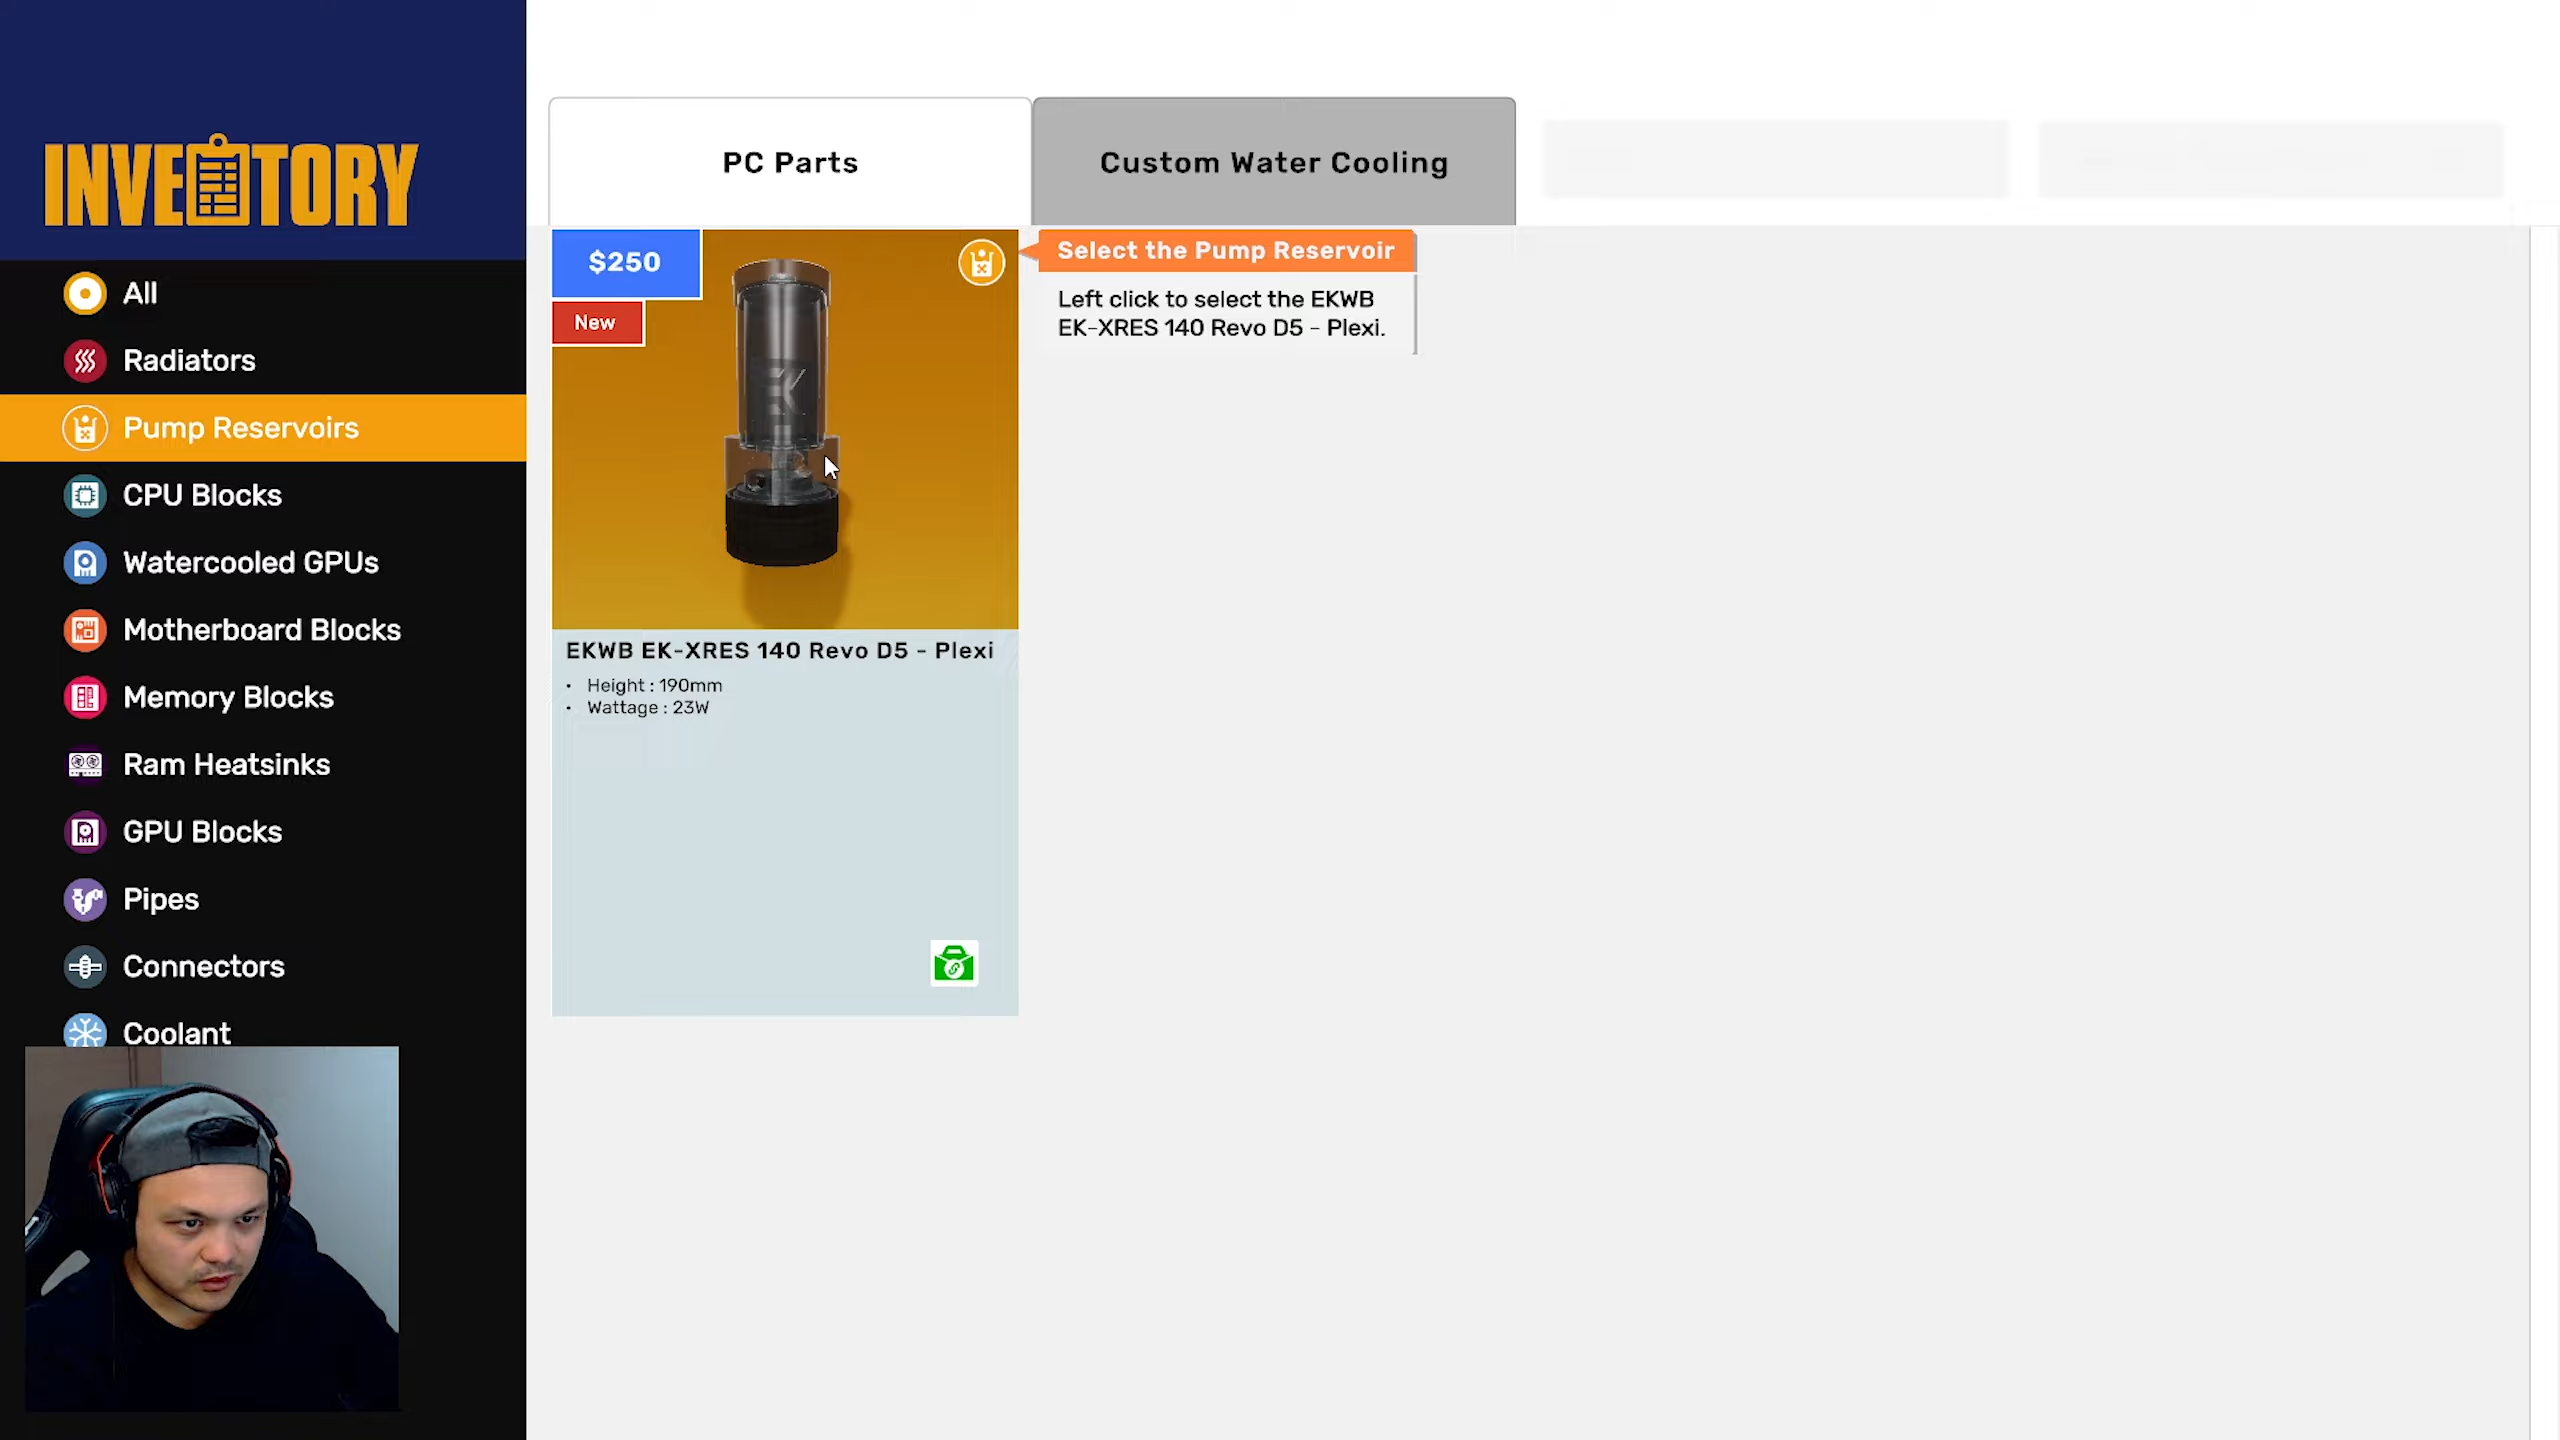 INVENTORY
PC Parts
Custom Water Cooling
All
Radiators
Pump Reservoirs
CPU Blocks
Watercooled GPUs
Motherboard Blocks
Memory Blocks
Ram Heatsinks
GPU Blocks
Pipes
Connectors
Coolant
$250
New
EK
EKWB EK-XRES 140 Revo D5 - Plexi
• Height : 190mm
• Wattage : 23W
Select the Pump Reservoir
Left click to select the EKWB
EK-XRES 140 Revo D5 - Plexi.